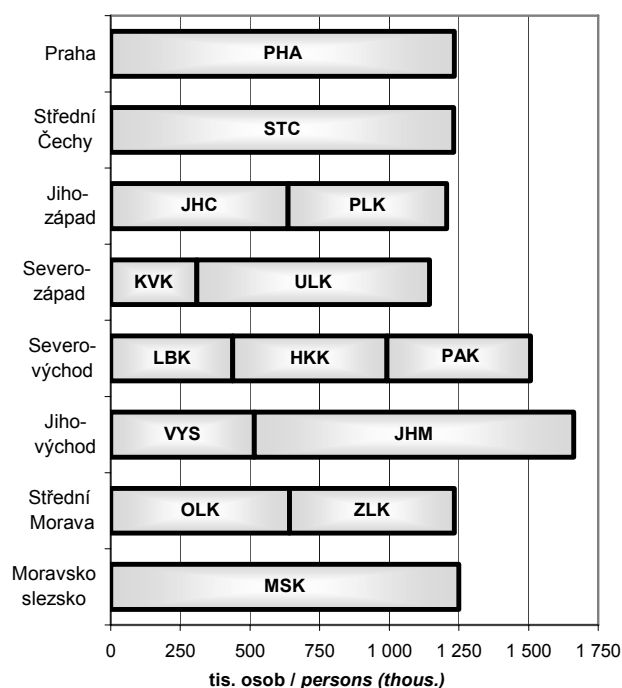 Praha
PHA
Střední
Čechy
STC
Jiho-
západ
JHC PLK
Severo-
západ
KVK ULK
Severo-
východ
LBK HKK PAK
Jiho-
východ
VYS JHM
Střední
Morava
OLK ZLK
Moravsko
slezsko
MSK
0 250 500 750 1 000 1 250 1 500 1 750
tis. osob / persons (thous.)